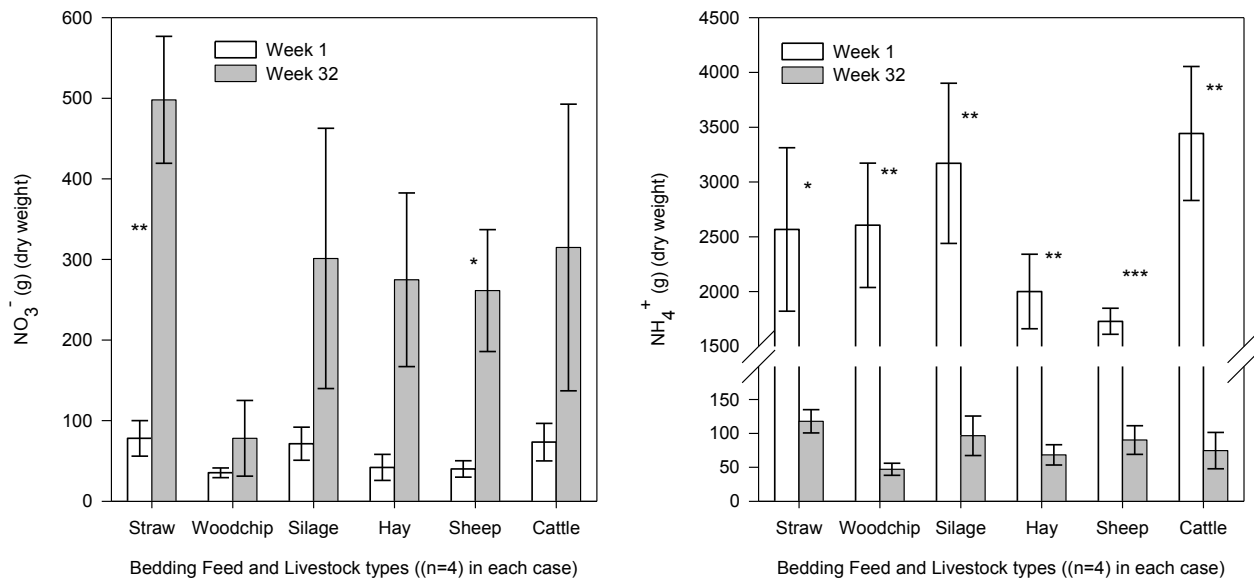 600
500
400
300
200
100
0
NO3- (g) (dry weight)
Week 1
Week 32
**
*
Straw Woodchip Silage Hay Sheep Cattle
Bedding Feed and Livestock types ((n=4) in each case)
4500
4000
3500
3000
2500
2000
1500
150
100
50
0
NH4+ (g) (dry weight)
Week 1
Week 32
*
**
**
**
***
**
Straw Woodchip Silage Hay Sheep Cattle
Bedding Feed and Livestock types ((n=4) in each case)